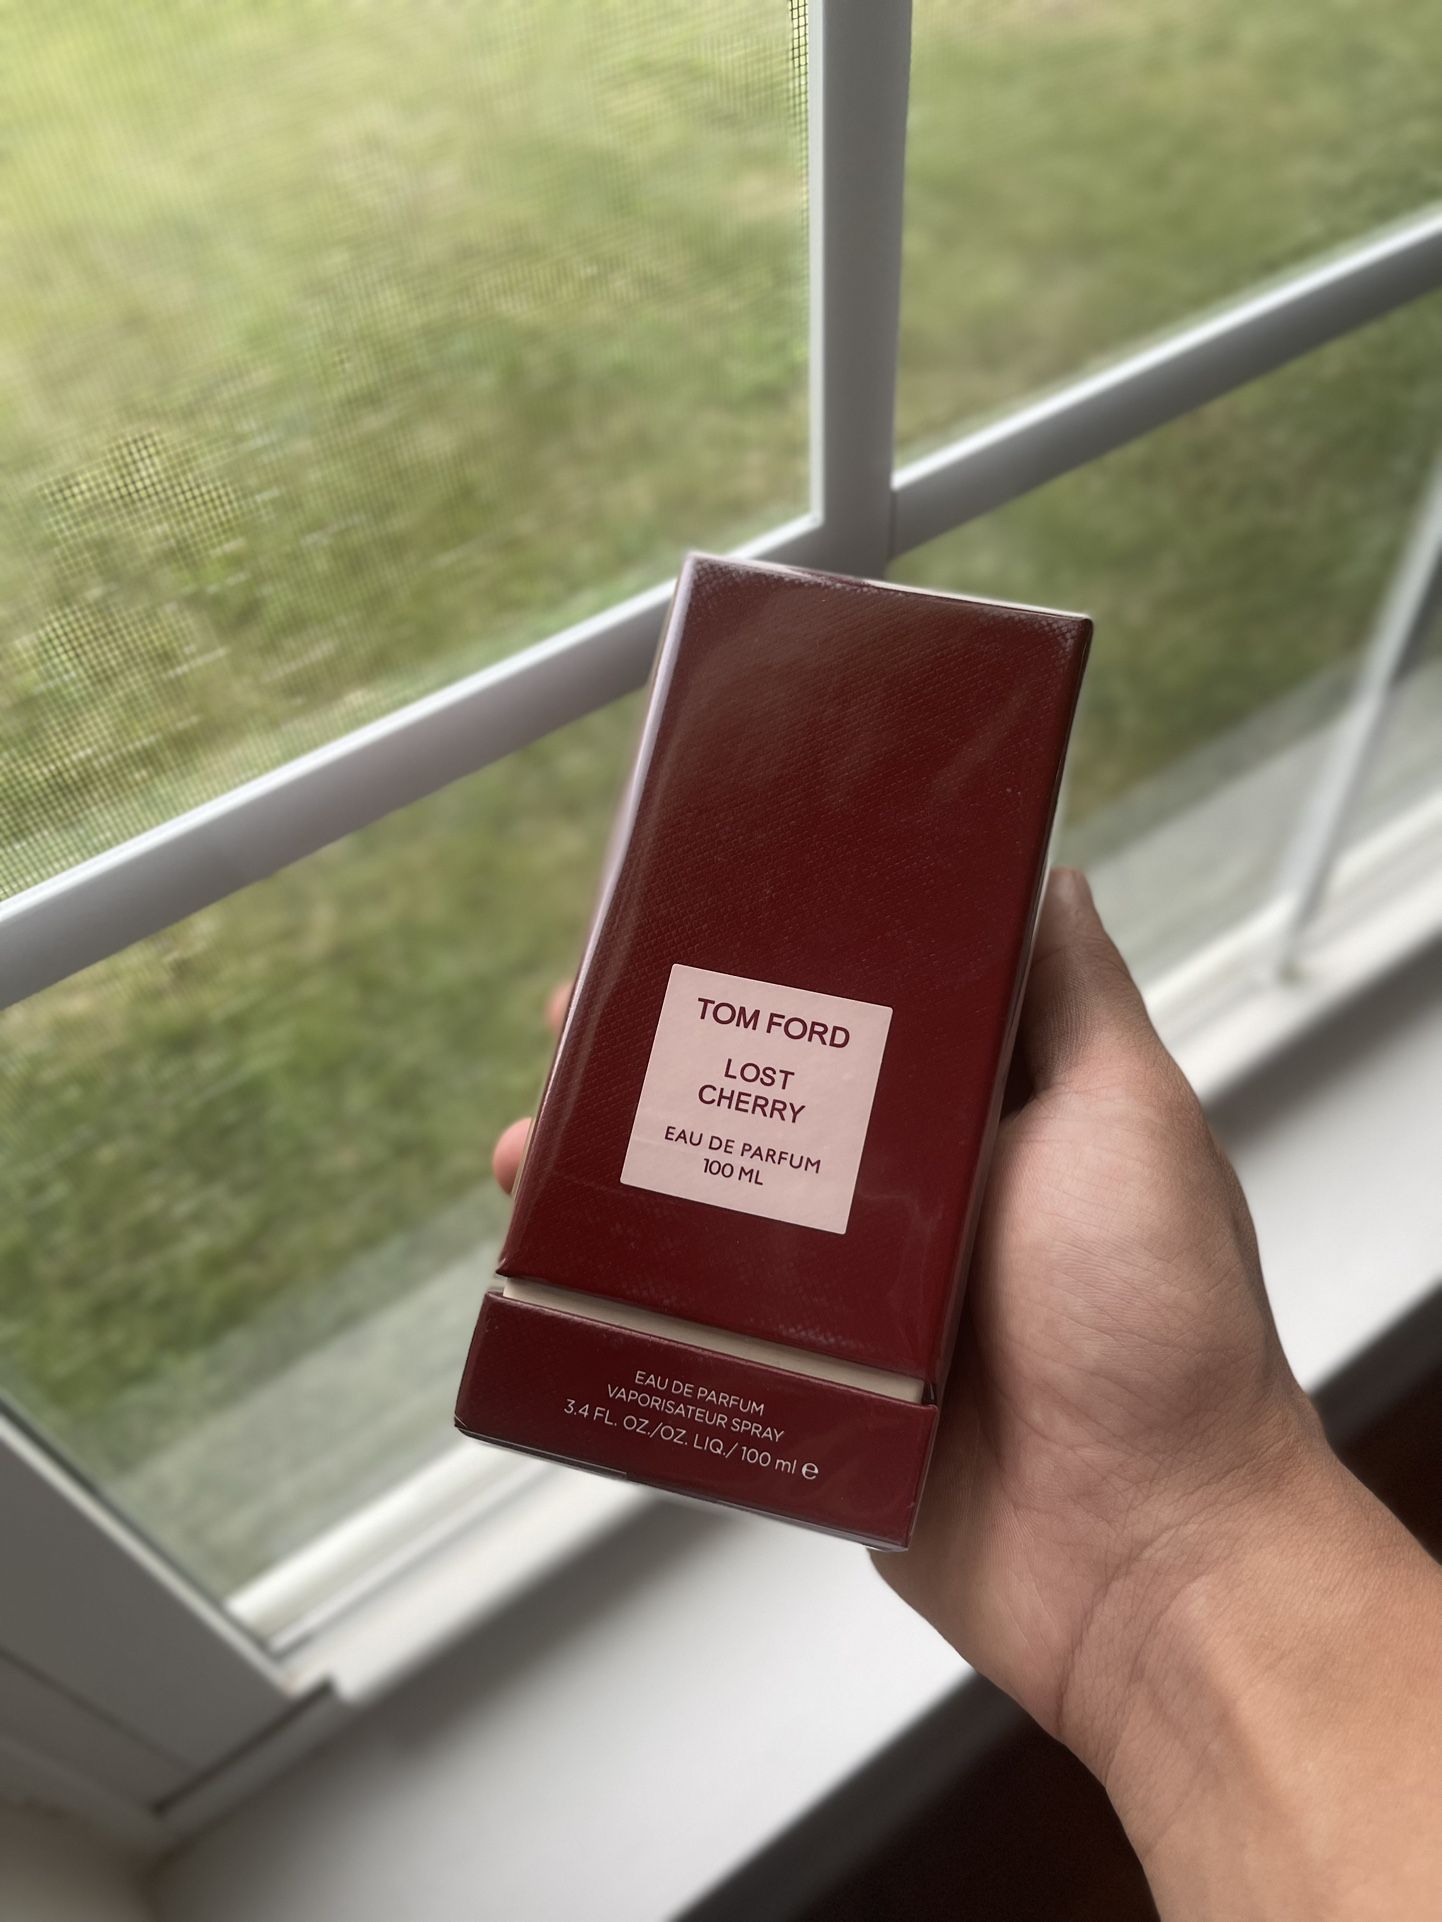 TOM FORD
LOST
CHERRY
EAU DE PARFUM
100 ML
EAU DE PARFUM
VAPORISATEUR SPRAY
3.4 FL. OZ./OZ. LIQ./ 100 ml ℮